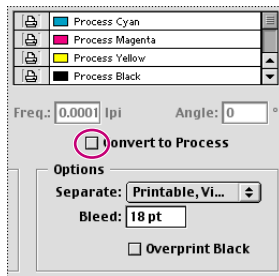 Process Cyan
Process Magenta
Process Yellow
Process Black
Freq.: 0.0001 lpi Angle: 0 °
Convert to Process
Options
Separate: Printable, Vi...
Bleed: 18 pt
Overprint Black